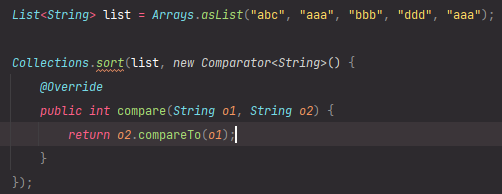 List<String> list = Arrays.asList("abc", "aaa", "bbb", "ddd", "aaa");
Collections.sort(list, new Comparator<String>() {
@Override
public int compare(String o1, String o2) {
return o2.compareTo(o1);
}
});